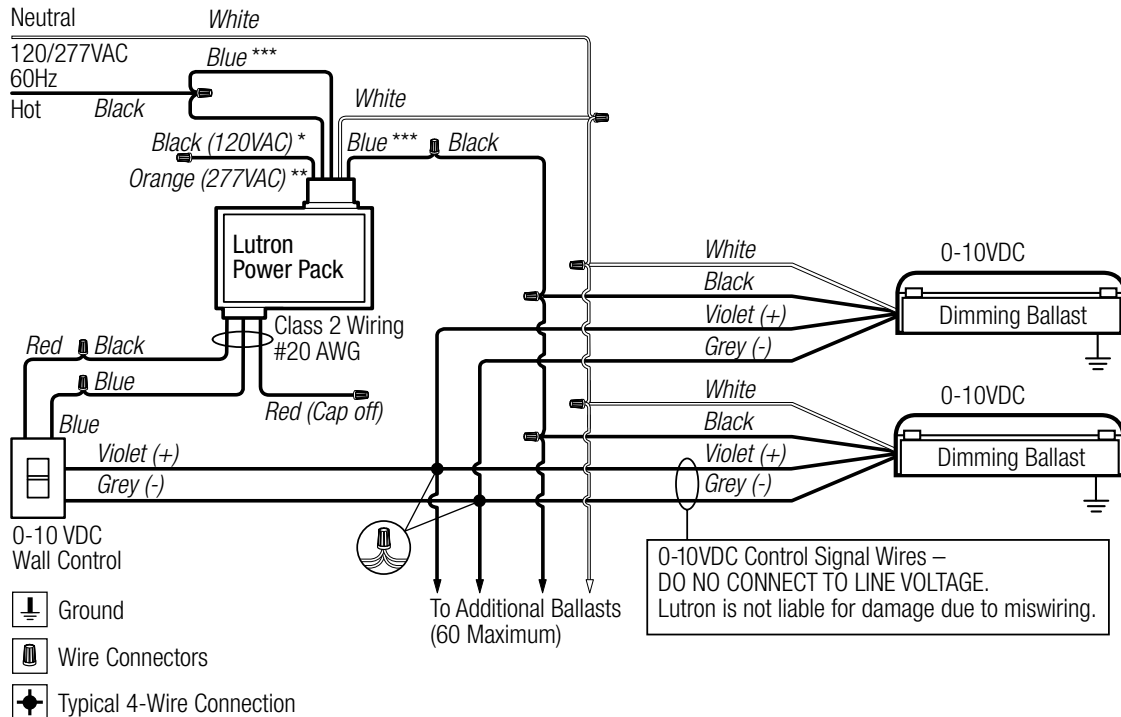 Neutral
White
120/277VAC
60Hz
Blue ***
Hot
Black
White
Black (120VAC) *
Blue ***
Black
Orange (277VAC) **
Lutron
Power Pack
Class 2 Wiring
#20 AWG
Red
Black
Blue
Red (Cap off)
Blue
Violet (+)
Grey (-)
0-10 VDC
Wall Control
White
Black
Violet (+)
Grey (-)
0-10VDC
Dimming Ballast
White
Black
Violet (+)
Grey (-)
0-10VDC
Dimming Ballast
0-10VDC Control Signal Wires –
DO NO CONNECT TO LINE VOLTAGE.
Lutron is not liable for damage due to miswiring.
To Additional Ballasts
(60 Maximum)
Ground
Wire Connectors
Typical 4-Wire Connection